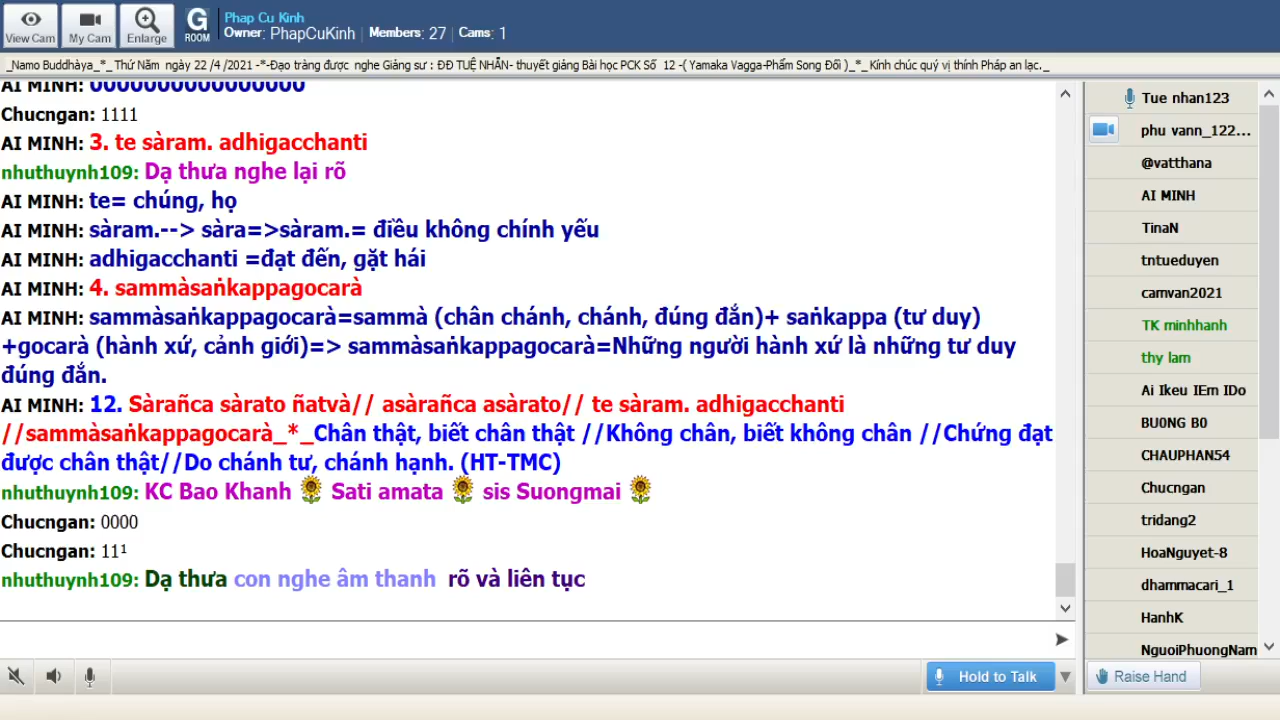 Phap Cu Kinh
Owner: PhapCuKinh | Members: 27 | Cams: 1
View Cam
My Cam
Enlarge
G ROOM
_Namo Buddhàya_*_ Thứ Năm ngày 22 /4 /2021 -*-Đạo tràng được nghe Giảng sư : ĐĐ TUỆ NHẪN- thuyết giảng Bài học PCK Số 12 -( Yamaka Vagga-Phẩm Song Đối )_*_ Kính chúc quý vị thính Pháp an lạc._
AI MINH: 0000000000000000
Chucngan: 1111
AI MINH: 3. te sàram. adhigacchanti
nhuthuynh109: Dạ thưa nghe lại rõ
AI MINH: te= chúng, họ
AI MINH: sàram.--> sàra=>sàram.= điều không chính yếu
AI MINH: adhigacchanti =đạt đến, gặt hái
AI MINH: 4. sammàsaṅkappagocarà
AI MINH: sammàsaṅkappagocarà=sammà (chân chánh, chánh, đúng đắn)+ saṅkappa (tư duy)
+gocarà (hành xứ, cảnh giới)=> sammàsaṅkappagocarà=Những người hành xứ là những tư duy
đúng đắn.
AI MINH: 12. Sàrañca sàrato ñatvà// asàrañca asàrato// te sàram. adhigacchanti
//sammàsaṅkappagocarà_*_Chân thật, biết chân thật //Không chân, biết không chân //Chứng đạt
được chân thật//Do chánh tư, chánh hạnh. (HT-TMC)
nhuthuynh109: KC Bao Khanh 🌻 Sati amata 🌻 sis Suongmai 🌻
Chucngan: 0000
Chucngan: 11¹
nhuthuynh109: Dạ thưa con nghe âm thanh rõ và liên tục
Hold to Talk
Tue nhan123
phu vann_122...
@vatthana
AI MINH
TinaN
tntueduyen
camvan2021
TK minhhanh
thy lam
Ai Ikeu IEm IDo
BU0NG B0
CHAUPHAN54
Chucngan
tridang2
HoaNguyet-8
dhammacari_1
HanhK
NguoiPhuongNam
Raise Hand